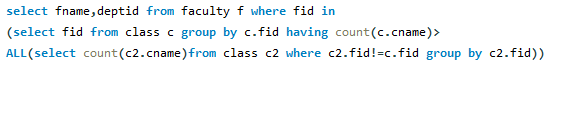 select fname,deptid from faculty f where fid in
(select fid from class c group by c.fid having count(c.cname)>
ALL(select count(c2.cname)from class c2 where c2.fid!=c.fid group by c2.fid))